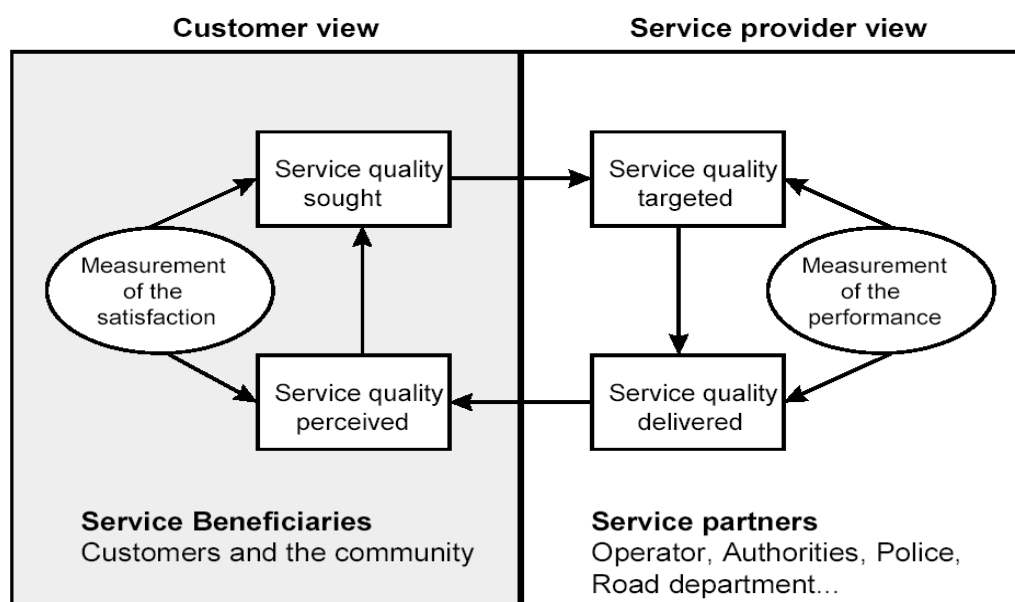 Customer view
Service provider view
Service quality
sought
Service quality
targeted
Measurement
of the
satisfaction
Measurement
of the
performance
Service quality
perceived
Service quality
delivered
Service Beneficiaries
Customers and the community
Service partners
Operator, Authorities, Police,
Road department...